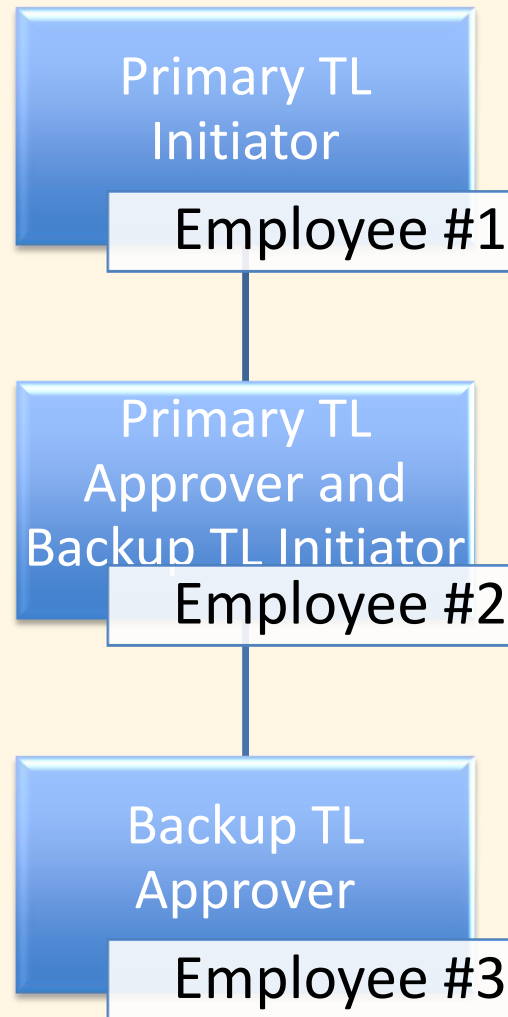 Primary TL
Initiator
Employee #1
Primary TL
Approver and
Backup TL Initiator
Employee #2
Backup TL
Approver
Employee #3